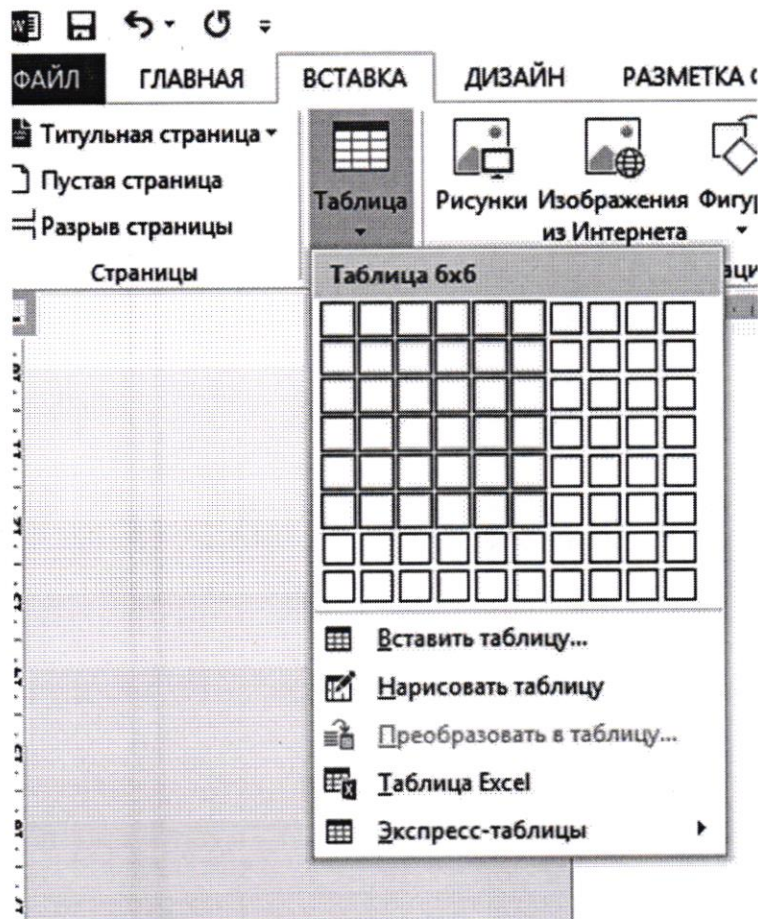 ФАЙЛ ГЛАВНАЯ ВСТАВКА ДИЗАЙН РАЗМЕТКА
Титульная страница
Пустая страница
Разрыв страницы
Страницы
Таблица
Рисунки
Изображения
из Интернета
Таблица 6x6
Вставить таблицу...
Нарисовать таблицу
Преобразовать в таблицу...
Таблица Excel
Экспресс-таблицы